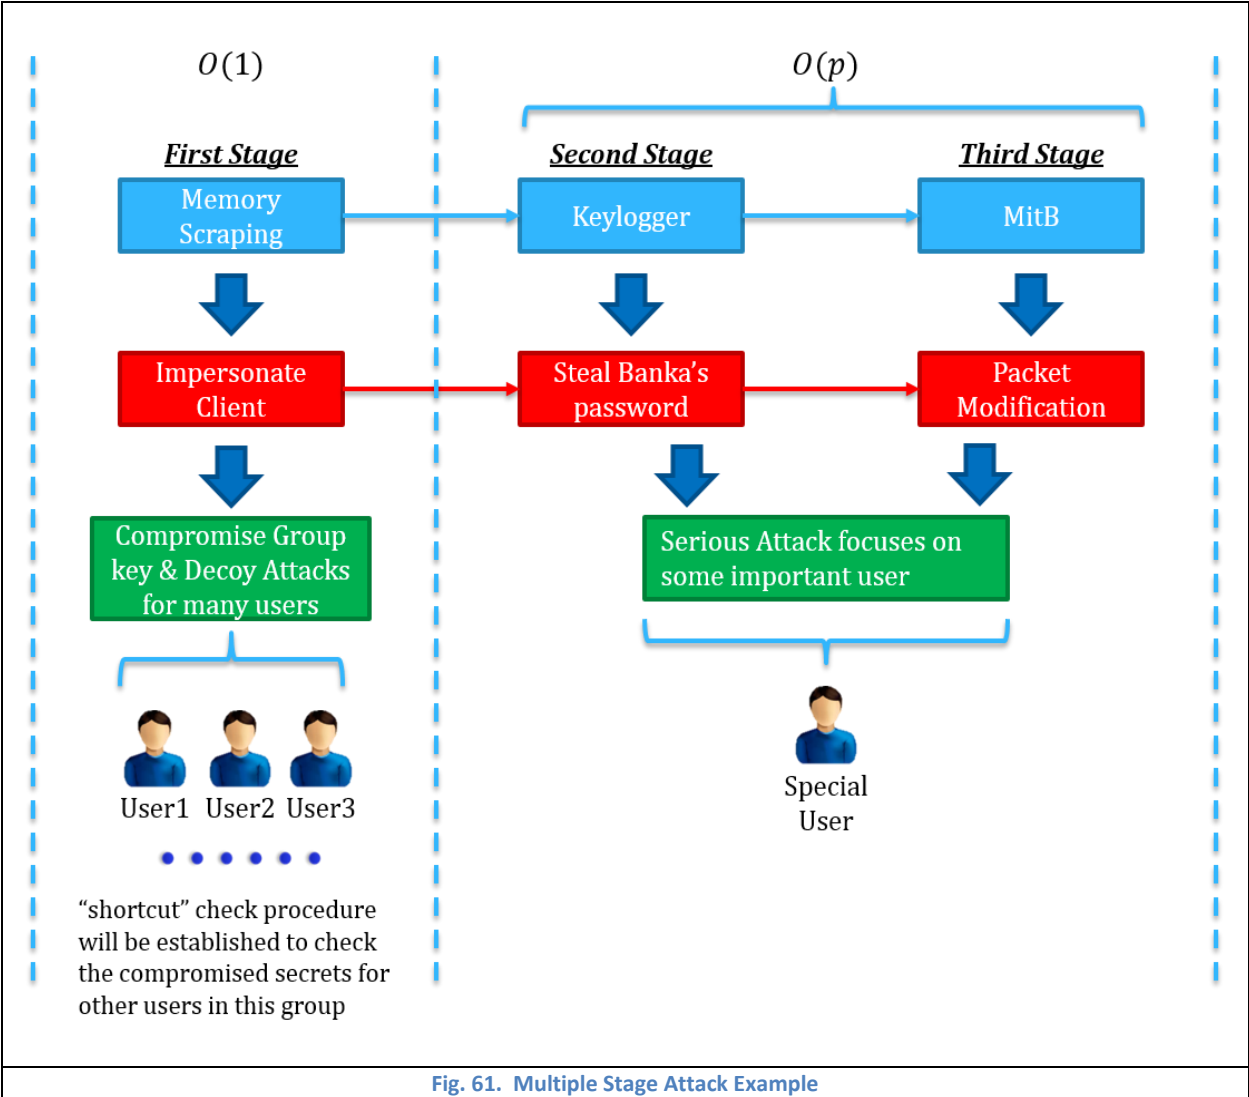 O(1)
O(p)
First Stage
Second Stage
Third Stage
Memory
Scraping
Keylogger
MitB
Impersonate
Client
Steal Banka's
password
Packet
Modification
Compromise Group
key & Decoy Attacks
for many users
Serious Attack focuses on
some important user
User1 User2 User3
Special
User
“shortcut” check procedure
will be established to check
the compromised secrets for
other users in this group
Fig. 61. Multiple Stage Attack Example